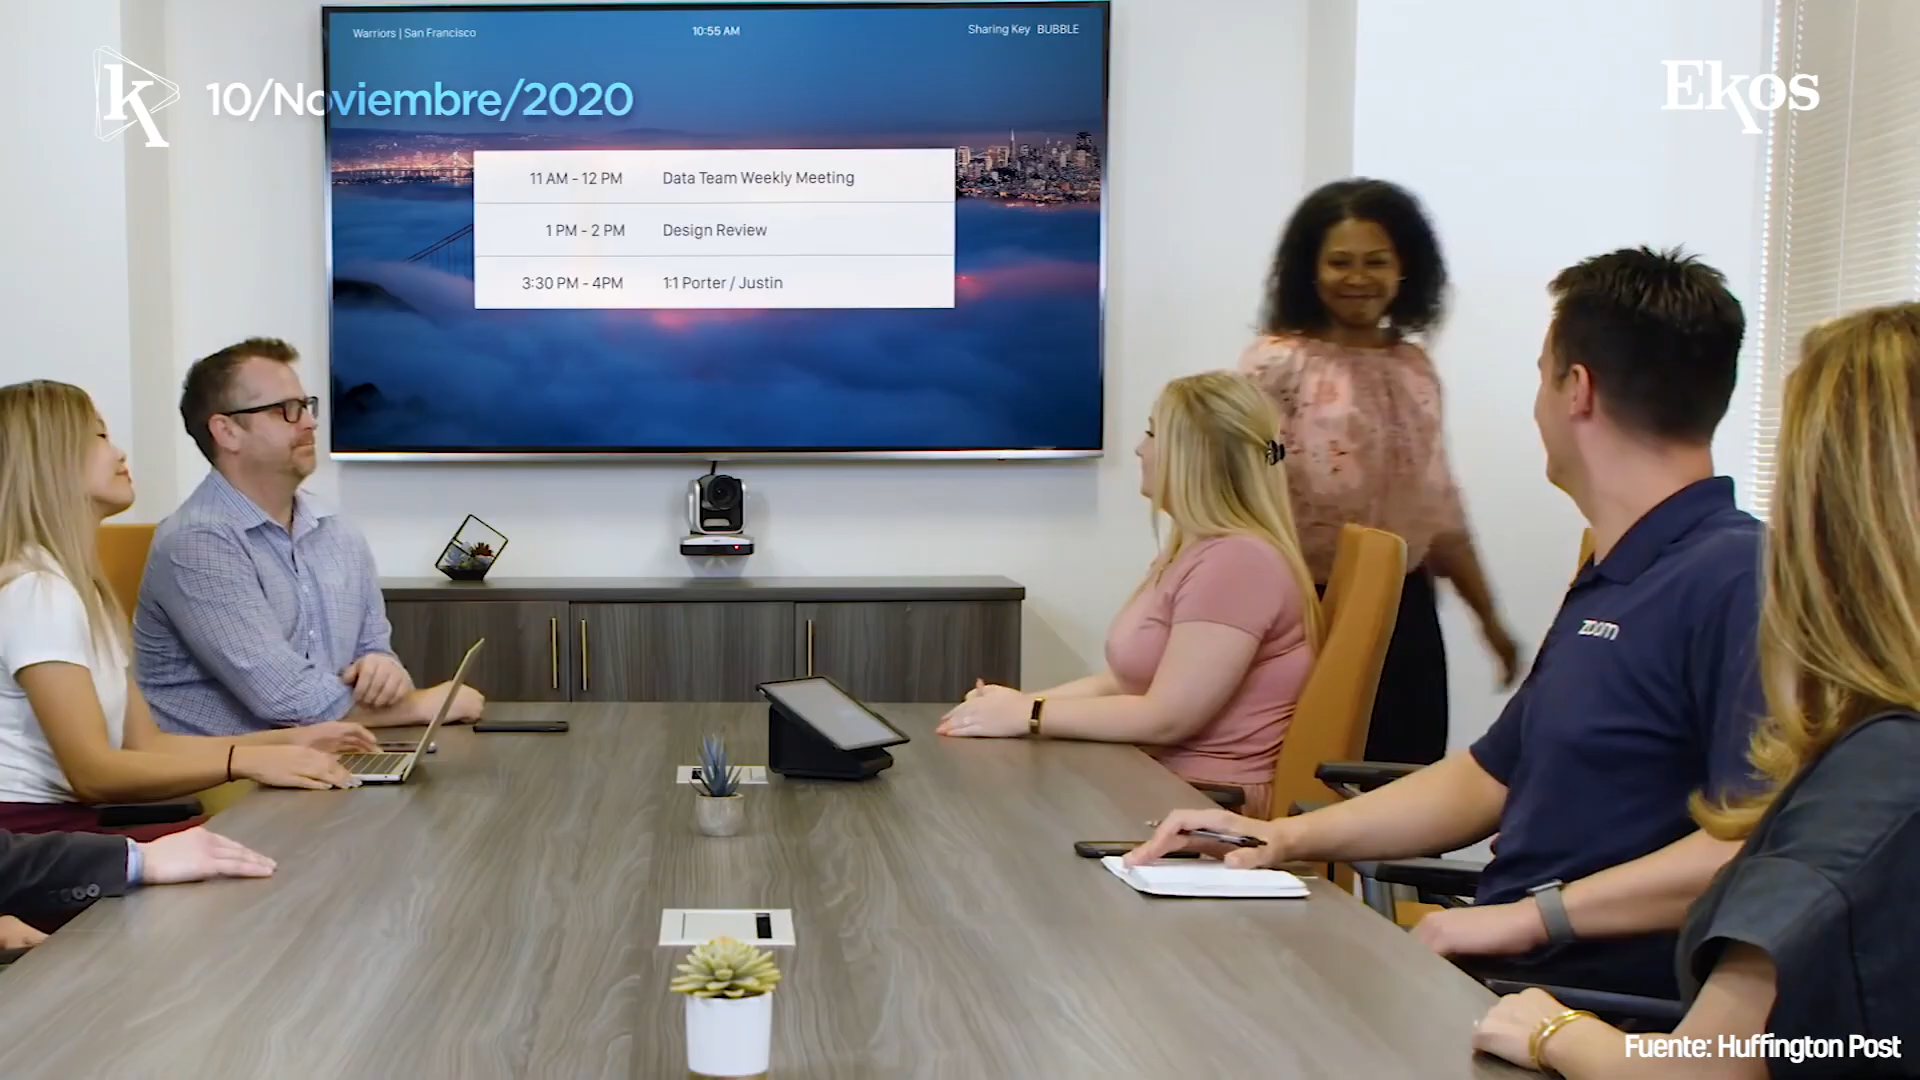 Warriors | San Francisco
10:55 AM
Sharing Key BUBBLE
k
10/Noviembre/2020
Ekos
11 AM - 12 PM Data Team Weekly Meeting
1 PM - 2 PM Design Review
3:30 PM - 4PM 1:1 Porter / Justin
zoom
Fuente: Huffington Post